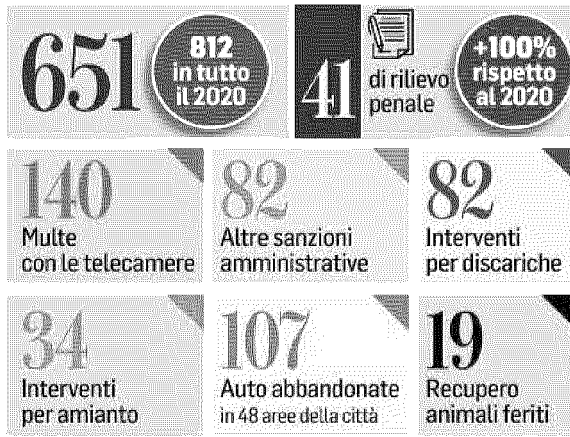 651
812
in tutto
il 2020
41
di rilievo
penale
+100%
rispetto
al 2020
140
Multe
con le telecamere
82
Altre sanzioni
amministrative
82
Interventi
per discariche
34
Interventi
per amianto
107
Auto abbandonate
in 48 aree della città
19
Recupero
animali feriti